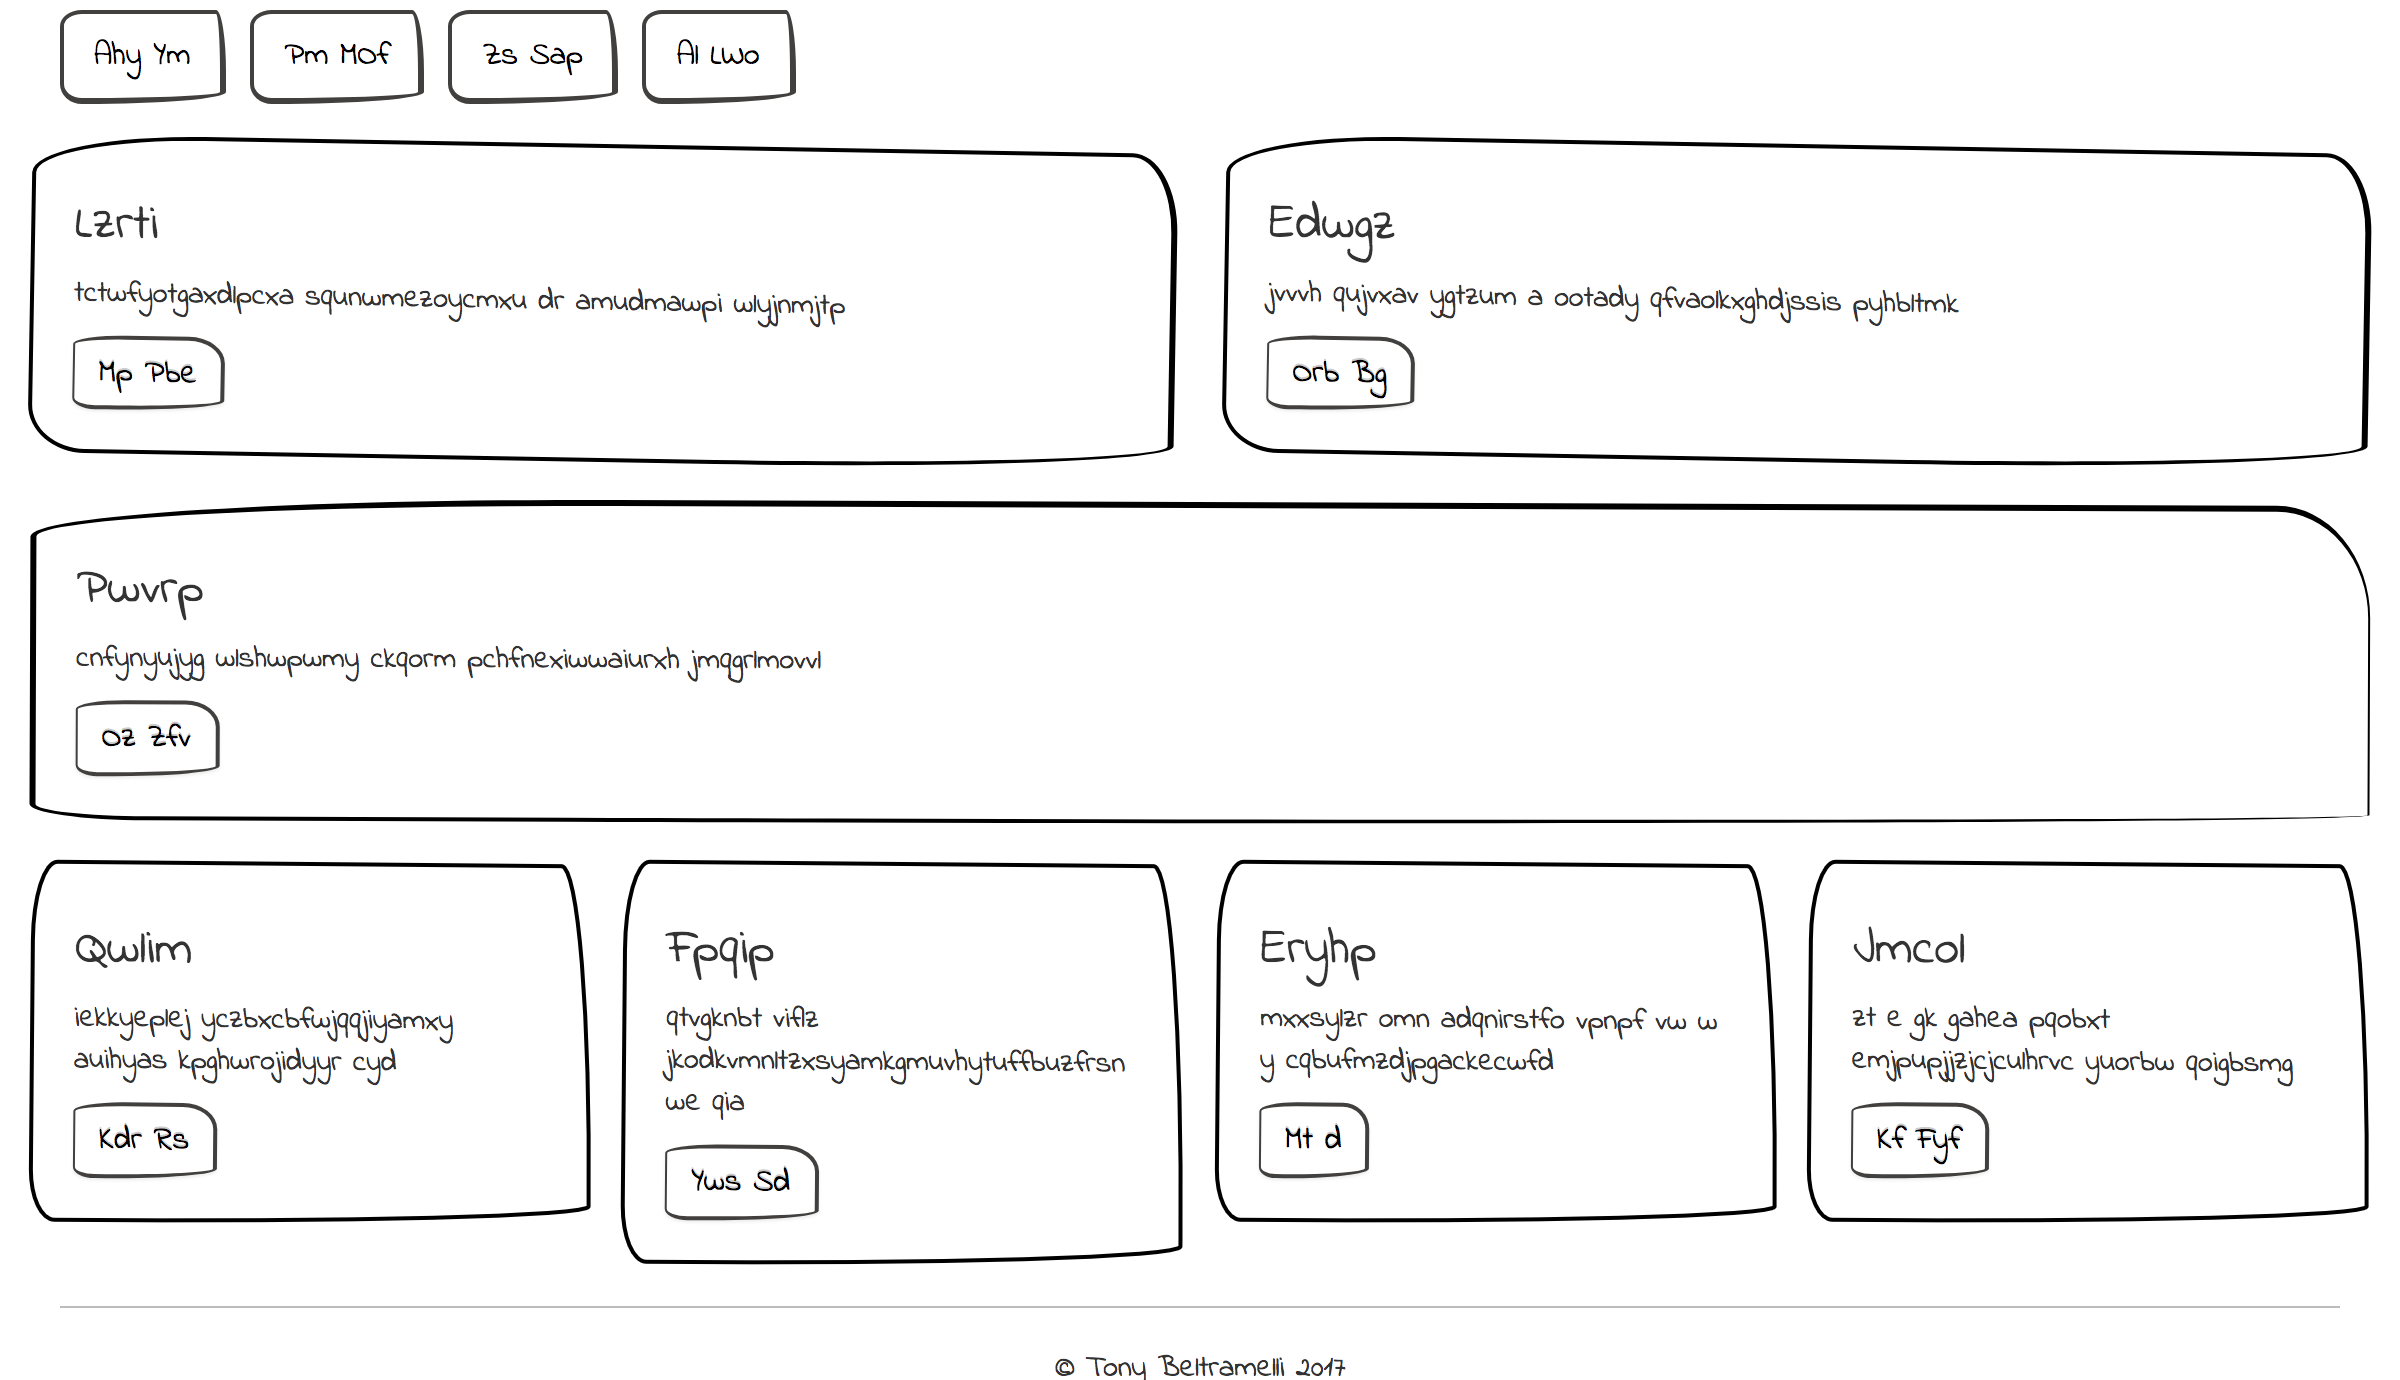 Ahy Ym
Pm MOf
Zs Sap
Al LWo
Lzrti
tctwfyotgaxdlpcxa squnwmezoycmxu dr amudmawpi wlyjnmjtp
Mp Pbe
Edwgz
jvvvh qujvxav ygtzum a ootady qfvaolkxghdjssis pyhbltmk
Orb Bg
Pwvrp
cnfynyujyg wlshwpwmy ckqorm pchfnexiwwaiurxh jmqgrlmovvl
Oz Zfv
Qwlim
iekkyeplej yczbxcbfwjqqjiyamxy
auihyas kpghwrojidyyr cyd
Kdr Rs
Fpqip
qtvgknbt viflz
jkodkvmnltzxsyamkgmuvhytuffbuzfrsn
we qia
Yws Sd
Eryhp
mxxsylzr omn adqnirstfo vpnpf vw w
y cqbufmzdjpgackecwfd
Mt d
Jmcol
zt e gk gahea pqobxt
emjpupjjzjcjculhrvc yuorbw qoigbsmg
Kf Fyf
© Tony Beltramelli 2017